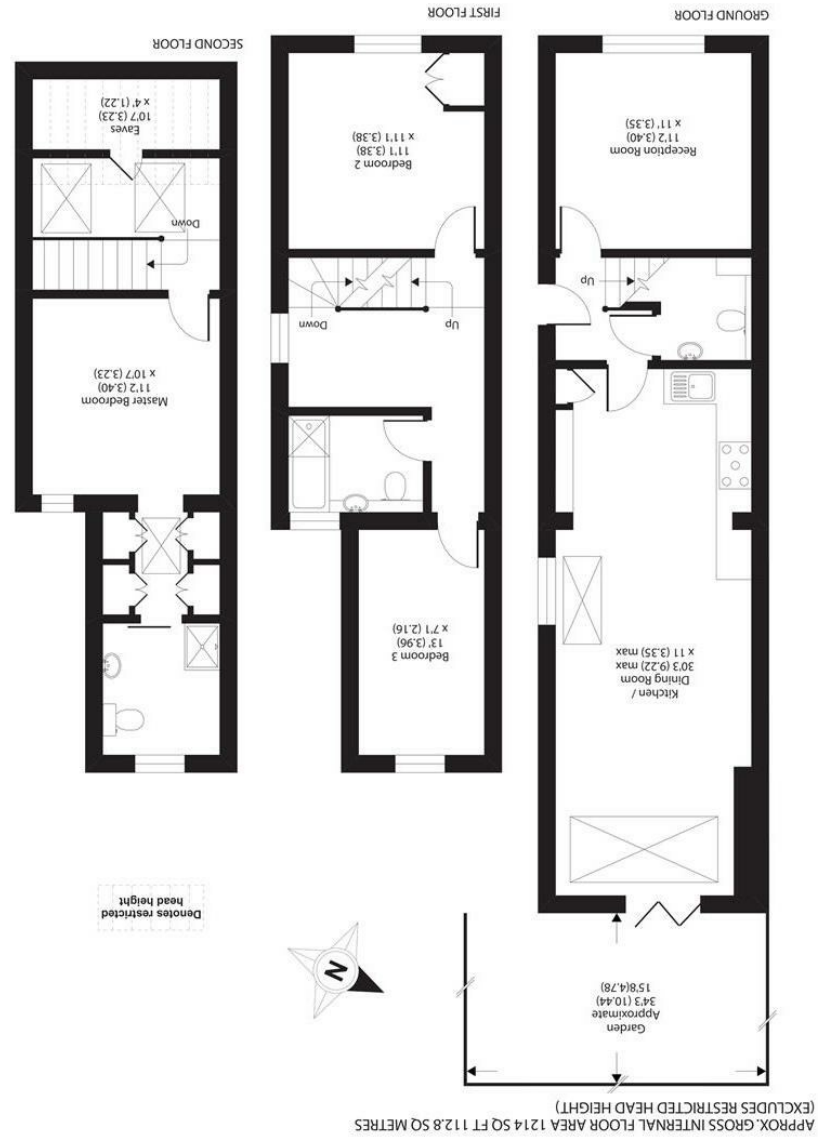 APPROX. GROSS INTERNAL FLOOR AREA 1214 SQ FT 112.8 SQ METRES
(EXCLUDES RESTRICTED HEAD HEIGHT)
Garden
Approximate
34'3 (10.44)
15'8(4.78)
N
Denotes restricted
head height
Kitchen /
Dining Room
30'3 (9.22) max
x 11 (3.35) max
Up
Reception Room
11'2 (3.40)
x 11' (3.35)
GROUND FLOOR
Bedroom 3
13' (3.96)
x 7'1 (2.16)
Up
Down
Bedroom 2
11'1 (3.38)
x 11'1 (3.38)
FIRST FLOOR
Master Bedroom
11'2 (3.40)
x 10'7 (3.23)
Down
Eaves
10'7 (3.23)
x 4' (1.22)
SECOND FLOOR